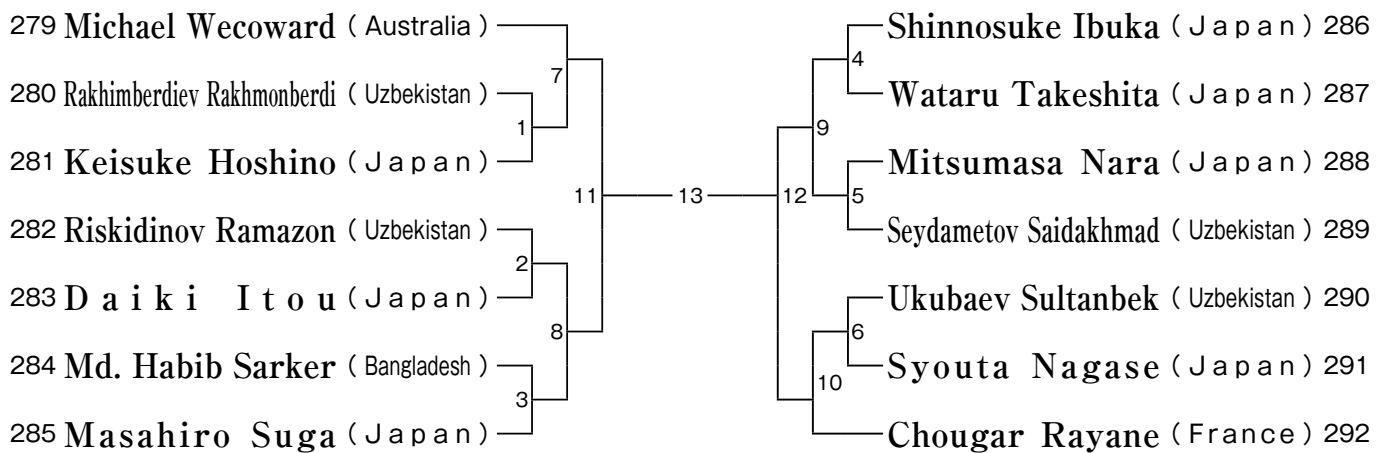 279 Michael Wecoward ( Australia )
280 Rakhimberdiev Rakhmonberdi ( Uzbekistan )
281 Keisuke Hoshino ( Japan )
282 Riskidinov Ramazon ( Uzbekistan )
283 Daiki Itou ( Japan )
284 Md. Habib Sarker ( Bangladesh )
285 Masahiro Suga ( Japan )
7
1
11
2
8
3
13
12
4
9
5
6
10
Shinnosuke Ibuka ( Japan ) 286
Wataru Takeshita ( Japan ) 287
Mitsumasa Nara ( Japan ) 288
Seydametov Saidakhmad ( Uzbekistan ) 289
Ukubaev Sultanbek ( Uzbekistan ) 290
Syouta Nagase ( Japan ) 291
Chougar Rayane ( France ) 292